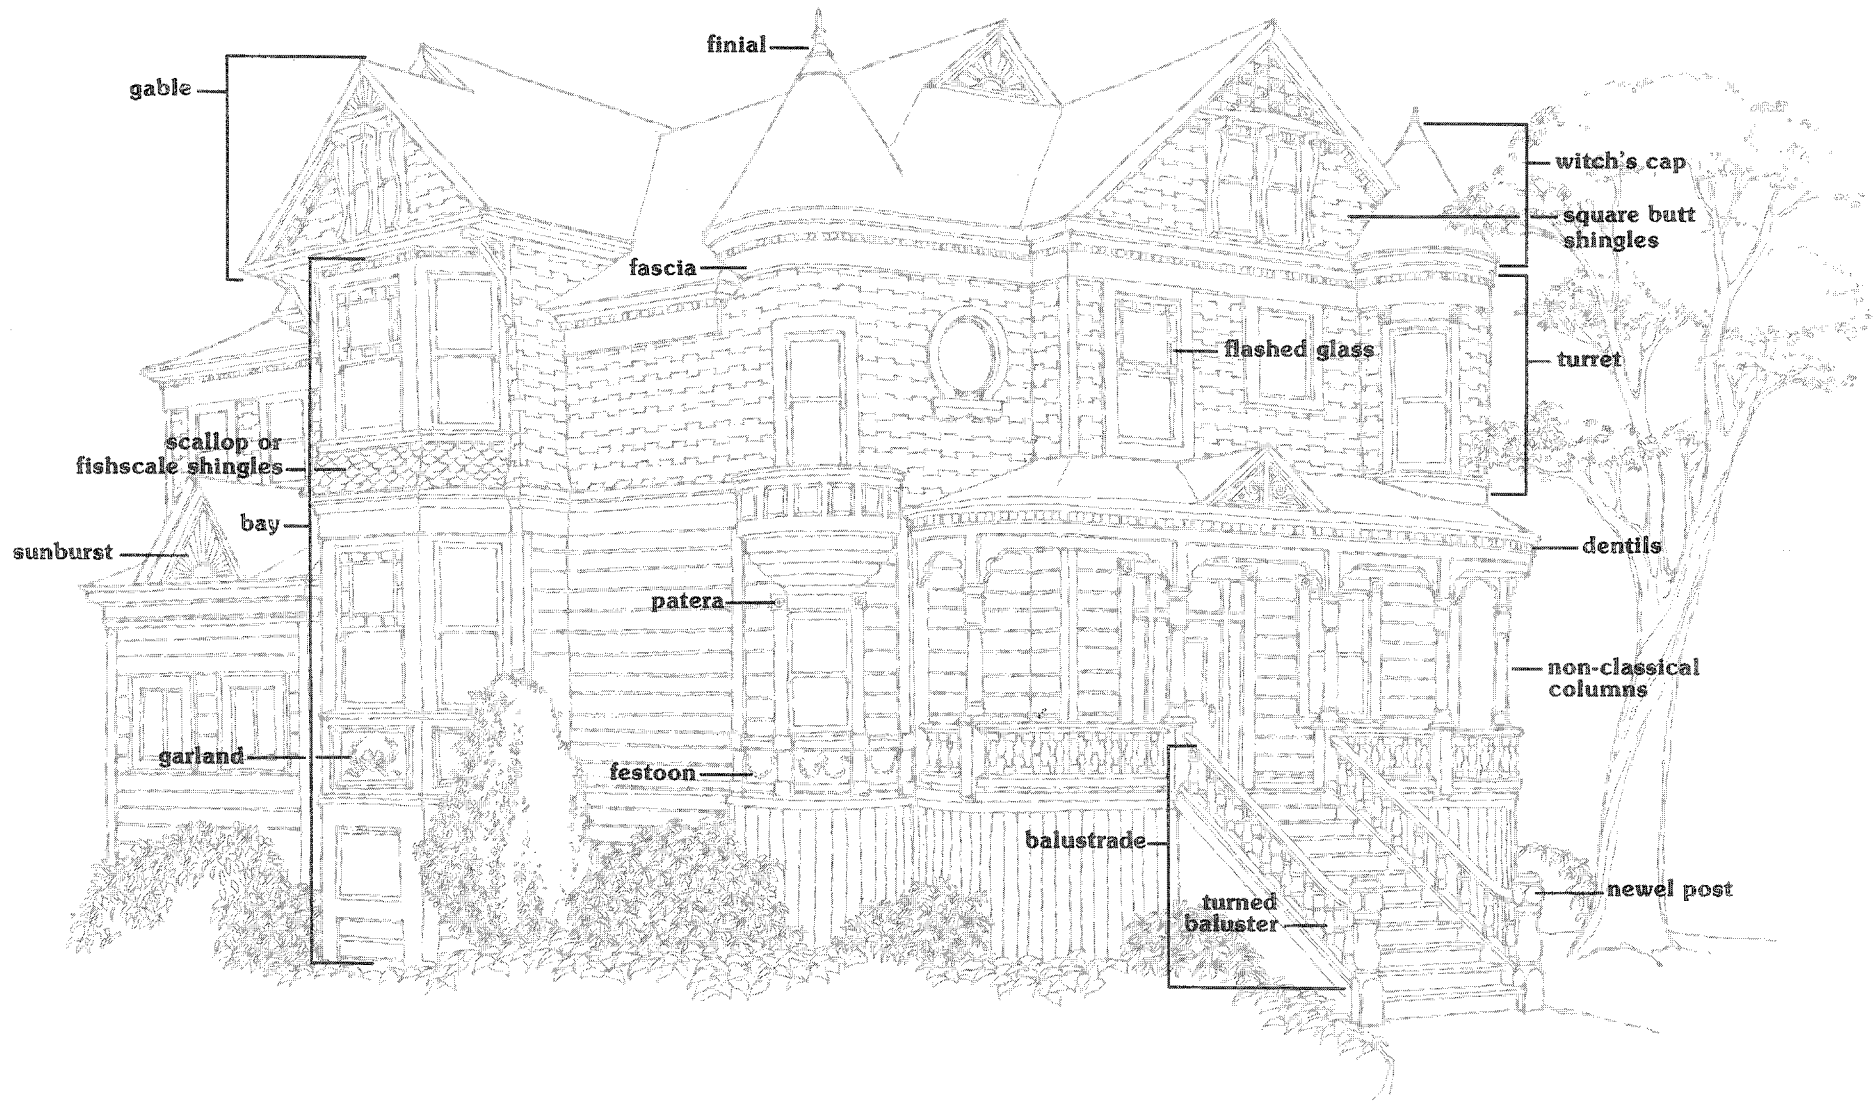 finial
gable
witch's cap
square butt
shingles
fascia
flashed glass
turret
scallop or
fishscale shingles
bay
sunburst
dentils
patera
non-classical
columns
garland
festoon
balustrade
newel post
turned
baluster